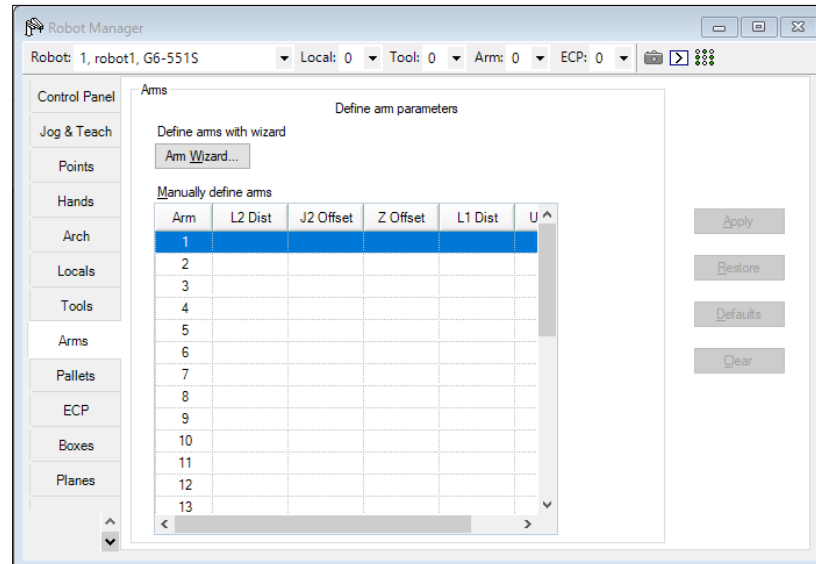 Robot Manager
Robot: 1, robot1, G6-551S Local: 0 Tool: 0 Arm: 0 ECP: 0
Control Panel
Jog & Teach
Points
Hands
Arch
Locals
Tools
Arms
Pallets
ECP
Boxes
Planes
Arms
Define arm parameters
Define arms with wizard
Arm Wizard...
Manually define arms
Arm L2 Dist J2 Offset Z Offset L1 Dist U
1
2
3
4
5
6
7
8
9
10
11
12
13
Apply
Restore
Defaults
Clear